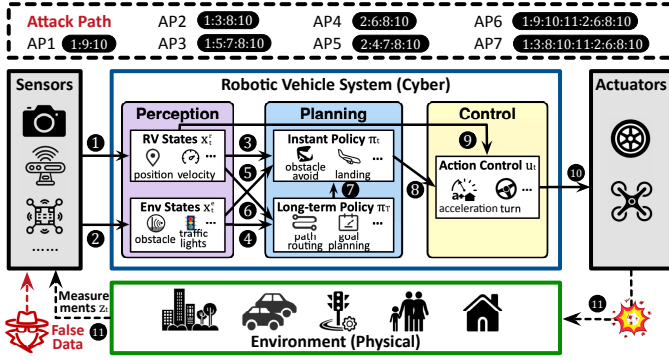 Attack Path AP2 1:3:8:10 AP4 2:6:8:10 AP6 1:9:10:11:2:6:8:10
AP1 1:9:10 AP3 1:5:7:8:10 AP5 2:4:7:8:10 AP7 1:3:8:10:11:2:6:8:10
Sensors
Robotic Vehicle System (Cyber)
Actuators
Perception
Planning
Control
RV States xᵣₜ
position velocity ...
Env States xᵉₜ
obstacle traffic lights ...
Instant Policy πₜ
obstacle avoid landing ...
Long-term Policy π_T
path routing goal planning ...
Action Control uₜ
a+ acceleration turn ...
1
2
3
5
6
4
7
8
9
10
......
Measurements zₜ
11
False Data
Environment (Physical)
11